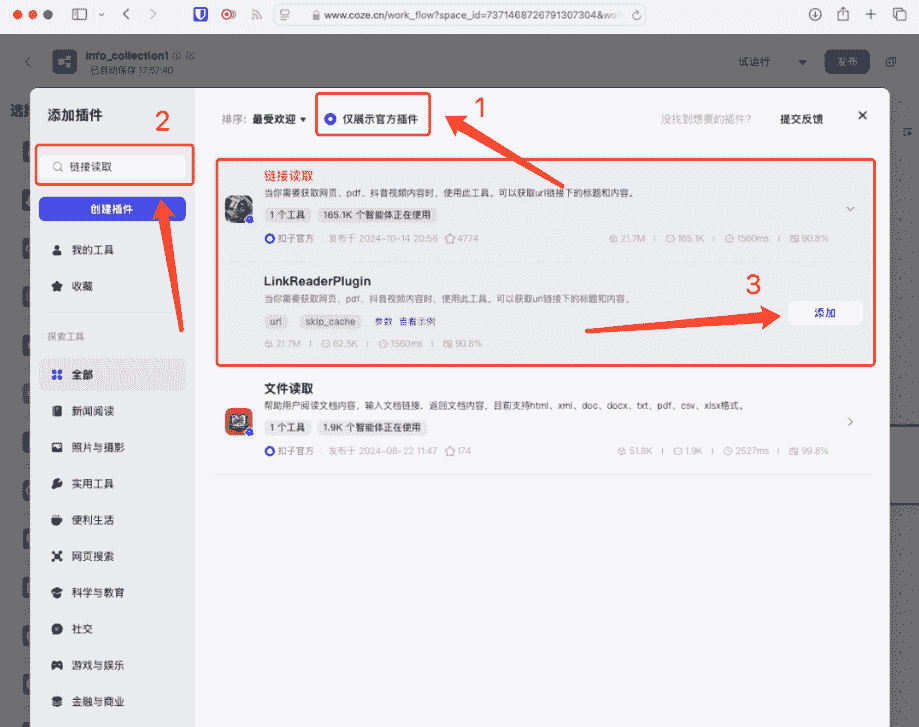 www.coze.cn/work_flow?space_id=7371468726791307304&wor
info_collection1
已自动保存 17:57:40
试运行
发布
添加插件
2
链接读取
创建插件
我的工具
收藏
探索工具
全部
新闻阅读
照片与摄影
实用工具
便利生活
网页搜索
科学与教育
社交
游戏与娱乐
金融与商业
排序: 最受欢迎
仅展示官方插件
1
没找到想要的插件?
提交反馈
链接读取
当你需要获取网页、pdf、抖音视频内容时，使用此工具。可以获取url链接下的标题和内容。
1 个工具 165.1K 个智能体正在使用
扣子官方 发布于 2024-10-14 20:58 4774
21.7M 165.1K 1560ms 90.8%
LinkReaderPlugin
当你需要获取网页、pdf、抖音视频内容时，使用此工具。可以获取url链接下的标题和内容。
3
添加
url skip_cache 参数 查看示例
21.7M 62.5K 1560ms 90.8%
文件读取
帮助用户阅读文档内容，输入文档链接，返回文档内容，目前支持html、xml、doc、docx、txt、pdf、csv、xlsx格式。
1 个工具 1.9K 个智能体正在使用
扣子官方 发布于 2024-08-22 11:47 174
51.8K 1.9K 2527ms 99.8%